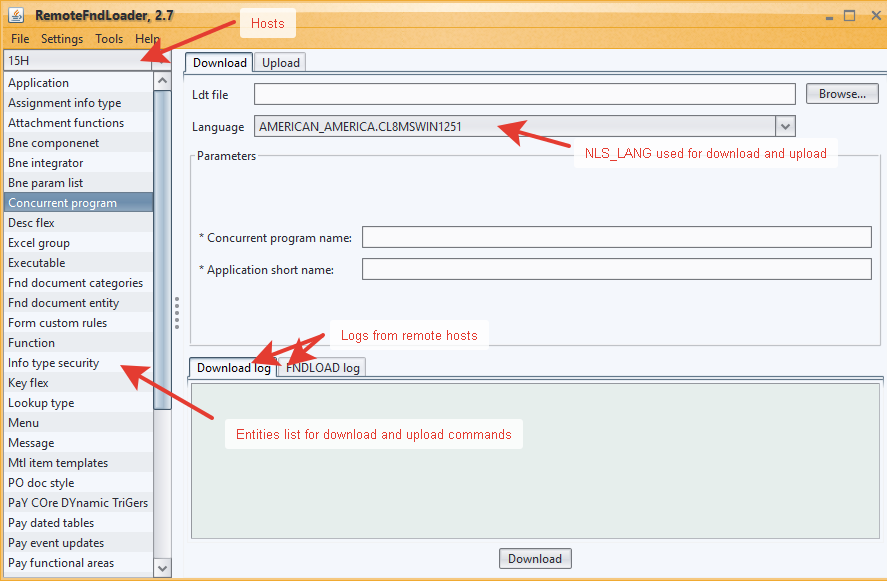 RemoteFndLoader, 2.7
Hosts
File Settings Tools Help
15H
Application
Assignment info type
Attachment functions
Bne componenet
Bne integrator
Bne param list
Concurrent program
Desc flex
Excel group
Executable
Fnd document categories
Fnd document entity
Form custom rules
Function
Info type security
Key flex
Lookup type
Menu
Message
Mtl item templates
PO doc style
PaY COre DYnamic TriGers
Pay dated tables
Pay event updates
Pay functional areas
Download Upload
Ldt file Browse...
Language AMERICAN_AMERICA.CL8MSWIN1251
NLS_LANG used for download and upload
Parameters
* Concurrent program name:
* Application short name:
Logs from remote hosts
Download log FNDLOAD log
Entities list for download and upload commands
Download